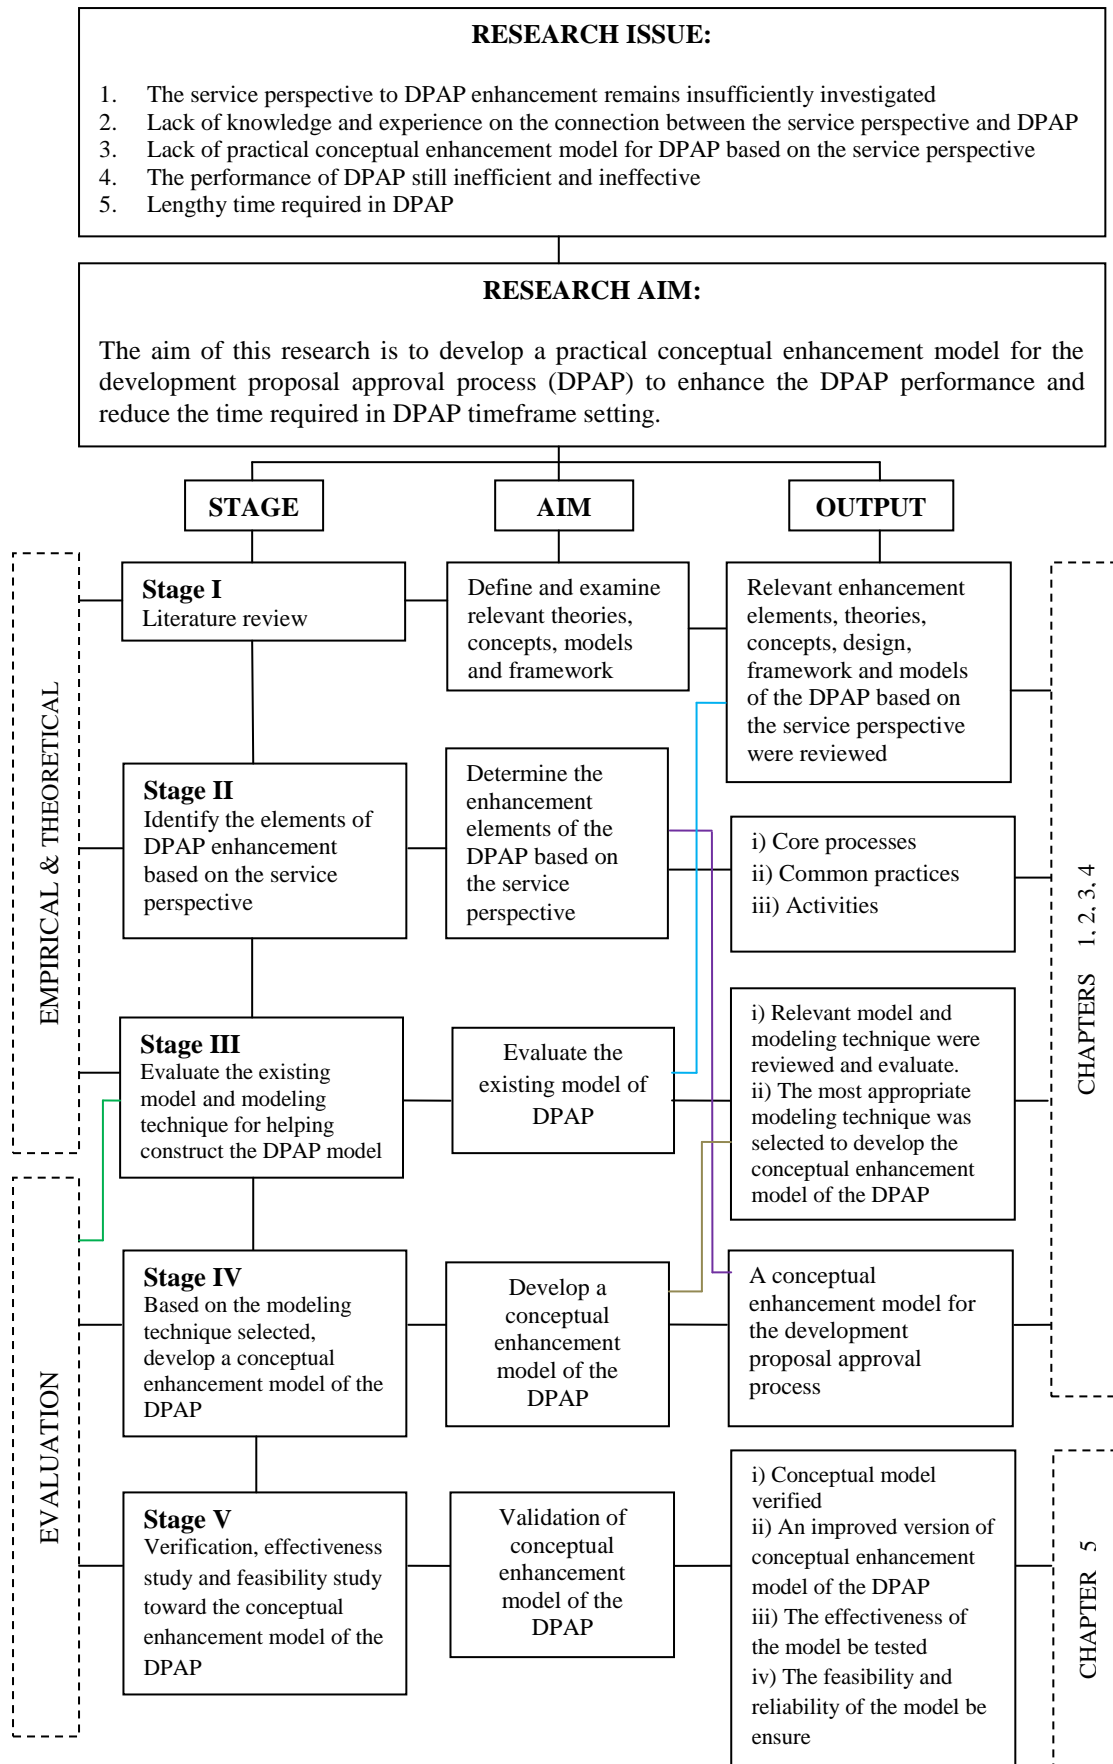 RESEARCH ISSUE:
1. The service perspective to DPAP enhancement remains insufficiently investigated
2. Lack of knowledge and experience on the connection between the service perspective and DPAP
3. Lack of practical conceptual enhancement model for DPAP based on the service perspective
4. The performance of DPAP still inefficient and ineffective
5. Lengthy time required in DPAP
RESEARCH AIM:
The aim of this research is to develop a practical conceptual enhancement model for the
development proposal approval process (DPAP) to enhance the DPAP performance and
reduce the time required in DPAP timeframe setting.
STAGE
AIM
OUTPUT
EMPIRICAL & THEORETICAL
Stage I
Literature review
Define and examine
relevant theories,
concepts, models
and framework
Relevant enhancement
elements, theories,
concepts, design,
framework and models
of the DPAP based on
the service perspective
were reviewed
CHAPTERS 1, 2, 3, 4
Stage II
Identify the elements of
DPAP enhancement
based on the service
perspective
Determine the
enhancement
elements of the
DPAP based on
the service
perspective
i) Core processes
ii) Common practices
iii) Activities
Stage III
Evaluate the existing
model and modeling
technique for helping
construct the DPAP model
Evaluate the
existing model of
DPAP
i) Relevant model and
modeling technique were
reviewed and evaluate.
ii) The most appropriate
modeling technique was
selected to develop the
conceptual enhancement
model of the DPAP
EVALUATION
Stage IV
Based on the modeling
technique selected,
develop a conceptual
enhancement model of the
DPAP
Develop a
conceptual
enhancement
model of the
DPAP
A conceptual
enhancement model for
the development
proposal approval
process
Stage V
Verification, effectiveness
study and feasibility study
toward the conceptual
enhancement model of the
DPAP
Validation of
conceptual
enhancement
model of the
DPAP
i) Conceptual model
verified
ii) An improved version of
conceptual enhancement
model of the DPAP
iii) The effectiveness of
the model be tested
iv) The feasibility and
reliability of the model be
ensure
CHAPTER 5